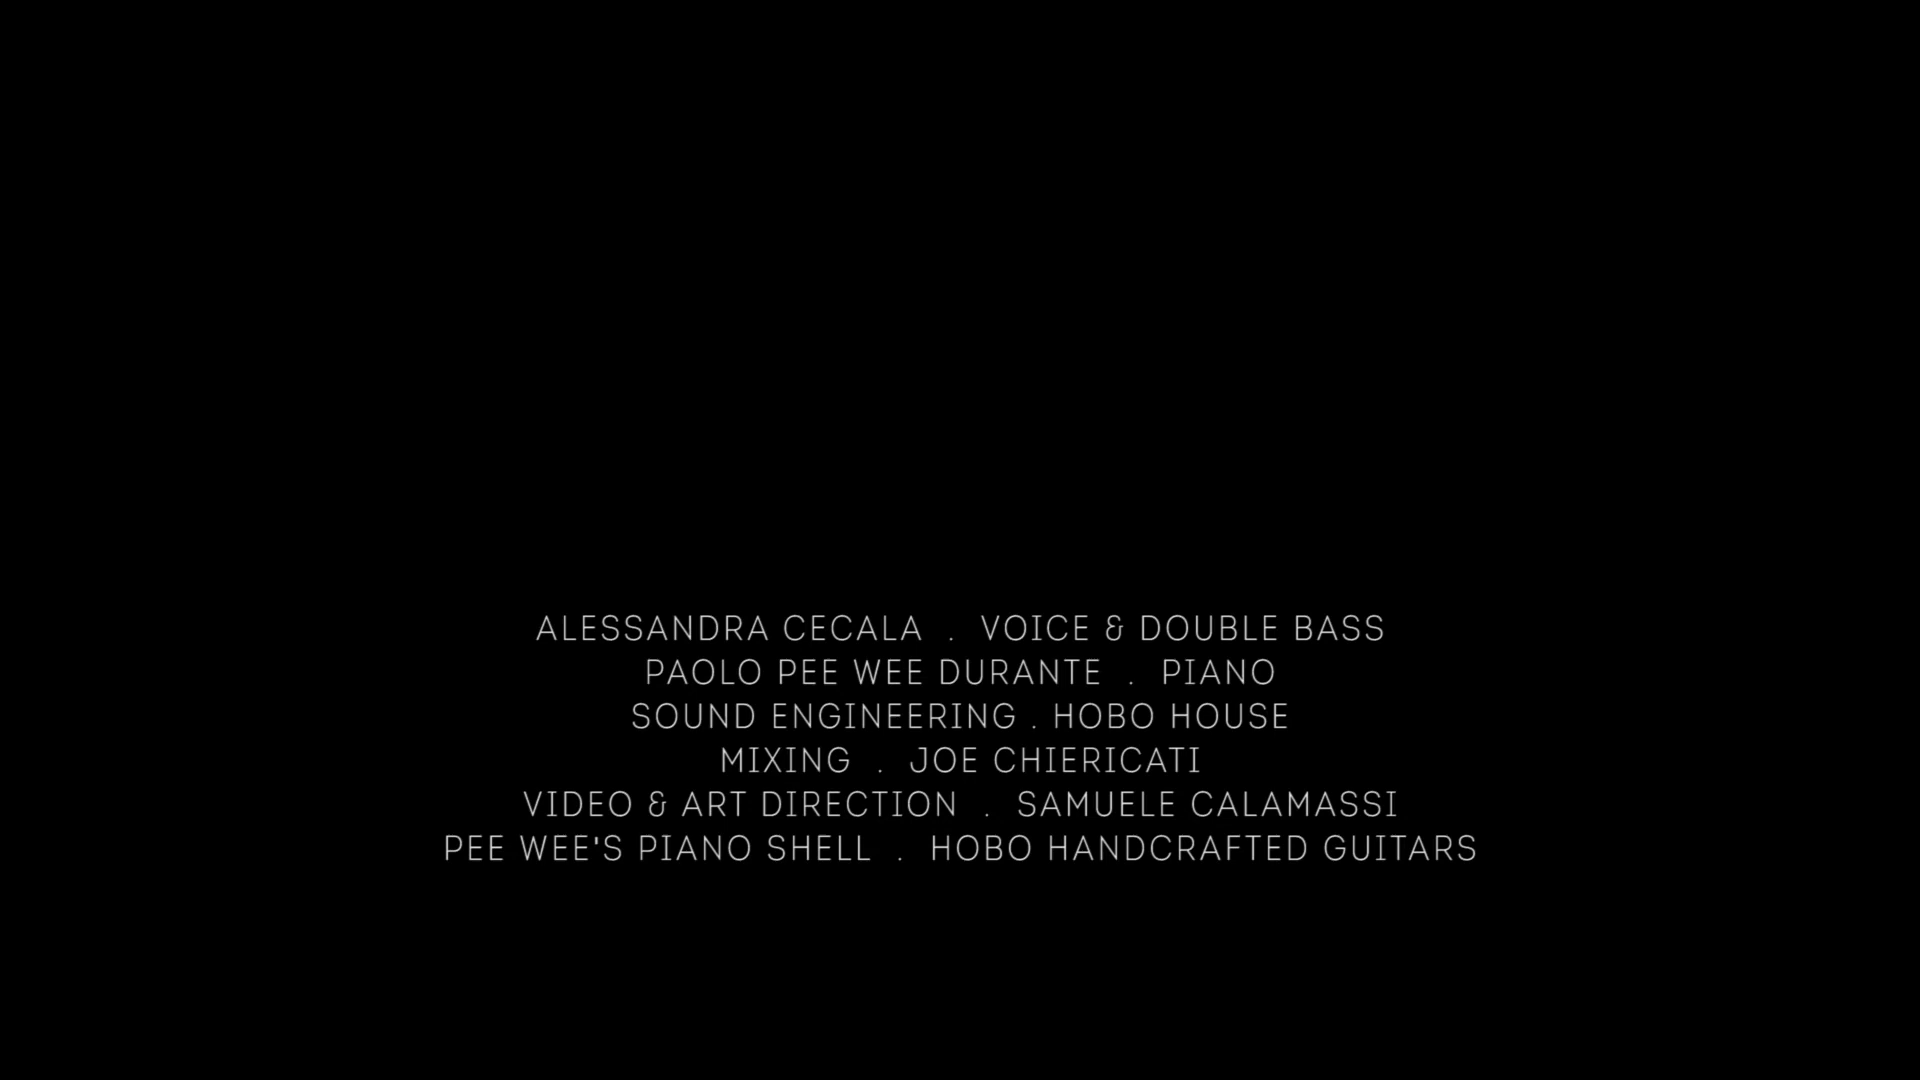 ALESSANDRA CECALA . VOICE & DOUBLE BASS
PAOLO PEE WEE DURANTE . PIANO
SOUND ENGINEERING . HOBO HOUSE
MIXING . JOE CHIERICATI
VIDEO & ART DIRECTION . SAMUELE CALAMASSI
PEE WEE'S PIANO SHELL . HOBO HANDCRAFTED GUITARS